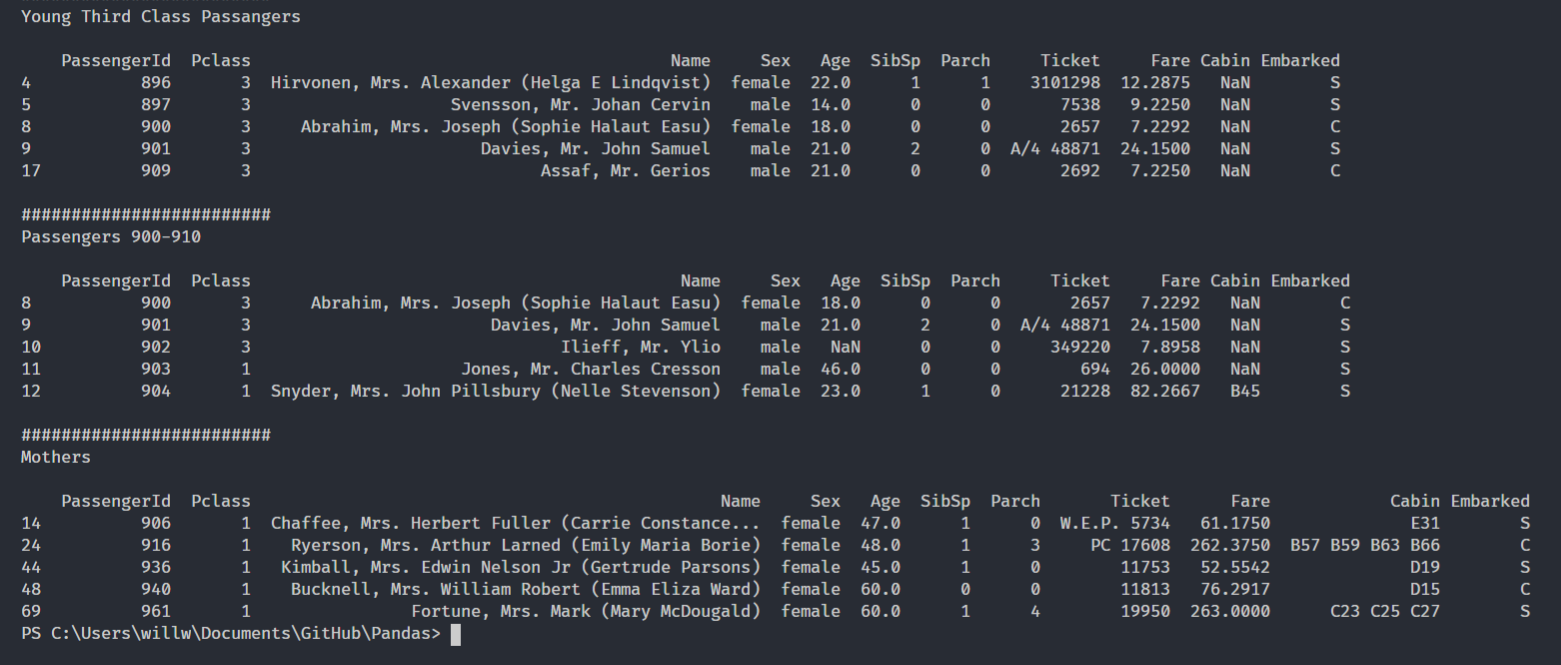 Young Third Class Passangers
PassengerId Pclass Name Sex Age SibSp Parch Ticket Fare Cabin Embarked
4 896 3 Hirvonen, Mrs. Alexander (Helga E Lindqvist) female 22.0 1 1 3101298 12.2875 NaN S
5 897 3 Svensson, Mr. Johan Cervin male 14.0 0 0 7538 9.2250 NaN S
8 900 3 Abrahim, Mrs. Joseph (Sophie Halaut Easu) female 18.0 0 0 2657 7.2292 NaN C
9 901 3 Davies, Mr. John Samuel male 21.0 2 0 A/4 48871 24.1500 NaN S
17 909 3 Assaf, Mr. Gerios male 21.0 0 0 2692 7.2250 NaN C
#########################
Passengers 900-910
PassengerId Pclass Name Sex Age SibSp Parch Ticket Fare Cabin Embarked
8 900 3 Abrahim, Mrs. Joseph (Sophie Halaut Easu) female 18.0 0 0 2657 7.2292 NaN C
9 901 3 Davies, Mr. John Samuel male 21.0 2 0 A/4 48871 24.1500 NaN S
10 902 3 Ilieff, Mr. Ylio male NaN 0 0 349220 7.8958 NaN S
11 903 1 Jones, Mr. Charles Cresson male 46.0 0 0 694 26.0000 NaN S
12 904 1 Snyder, Mrs. John Pillsbury (Nelle Stevenson) female 23.0 1 0 21228 82.2667 B45 S
#########################
Mothers
PassengerId Pclass Name Sex Age SibSp Parch Ticket Fare Cabin Embarked
14 906 1 Chaffee, Mrs. Herbert Fuller (Carrie Constance... female 47.0 1 0 W.E.P. 5734 61.1750 E31 S
24 916 1 Ryerson, Mrs. Arthur Larned (Emily Maria Borie) female 48.0 1 3 PC 17608 262.3750 B57 B59 B63 B66 C
44 936 1 Kimball, Mrs. Edwin Nelson Jr (Gertrude Parsons) female 45.0 1 0 11753 52.5542 D19 S
48 940 1 Bucknell, Mrs. William Robert (Emma Eliza Ward) female 60.0 0 0 11813 76.2917 D15 C
69 961 1 Fortune, Mrs. Mark (Mary McDougald) female 60.0 1 4 19950 263.0000 C23 C25 C27 S
PS C:\Users\willw\Documents\GitHub\Pandas>